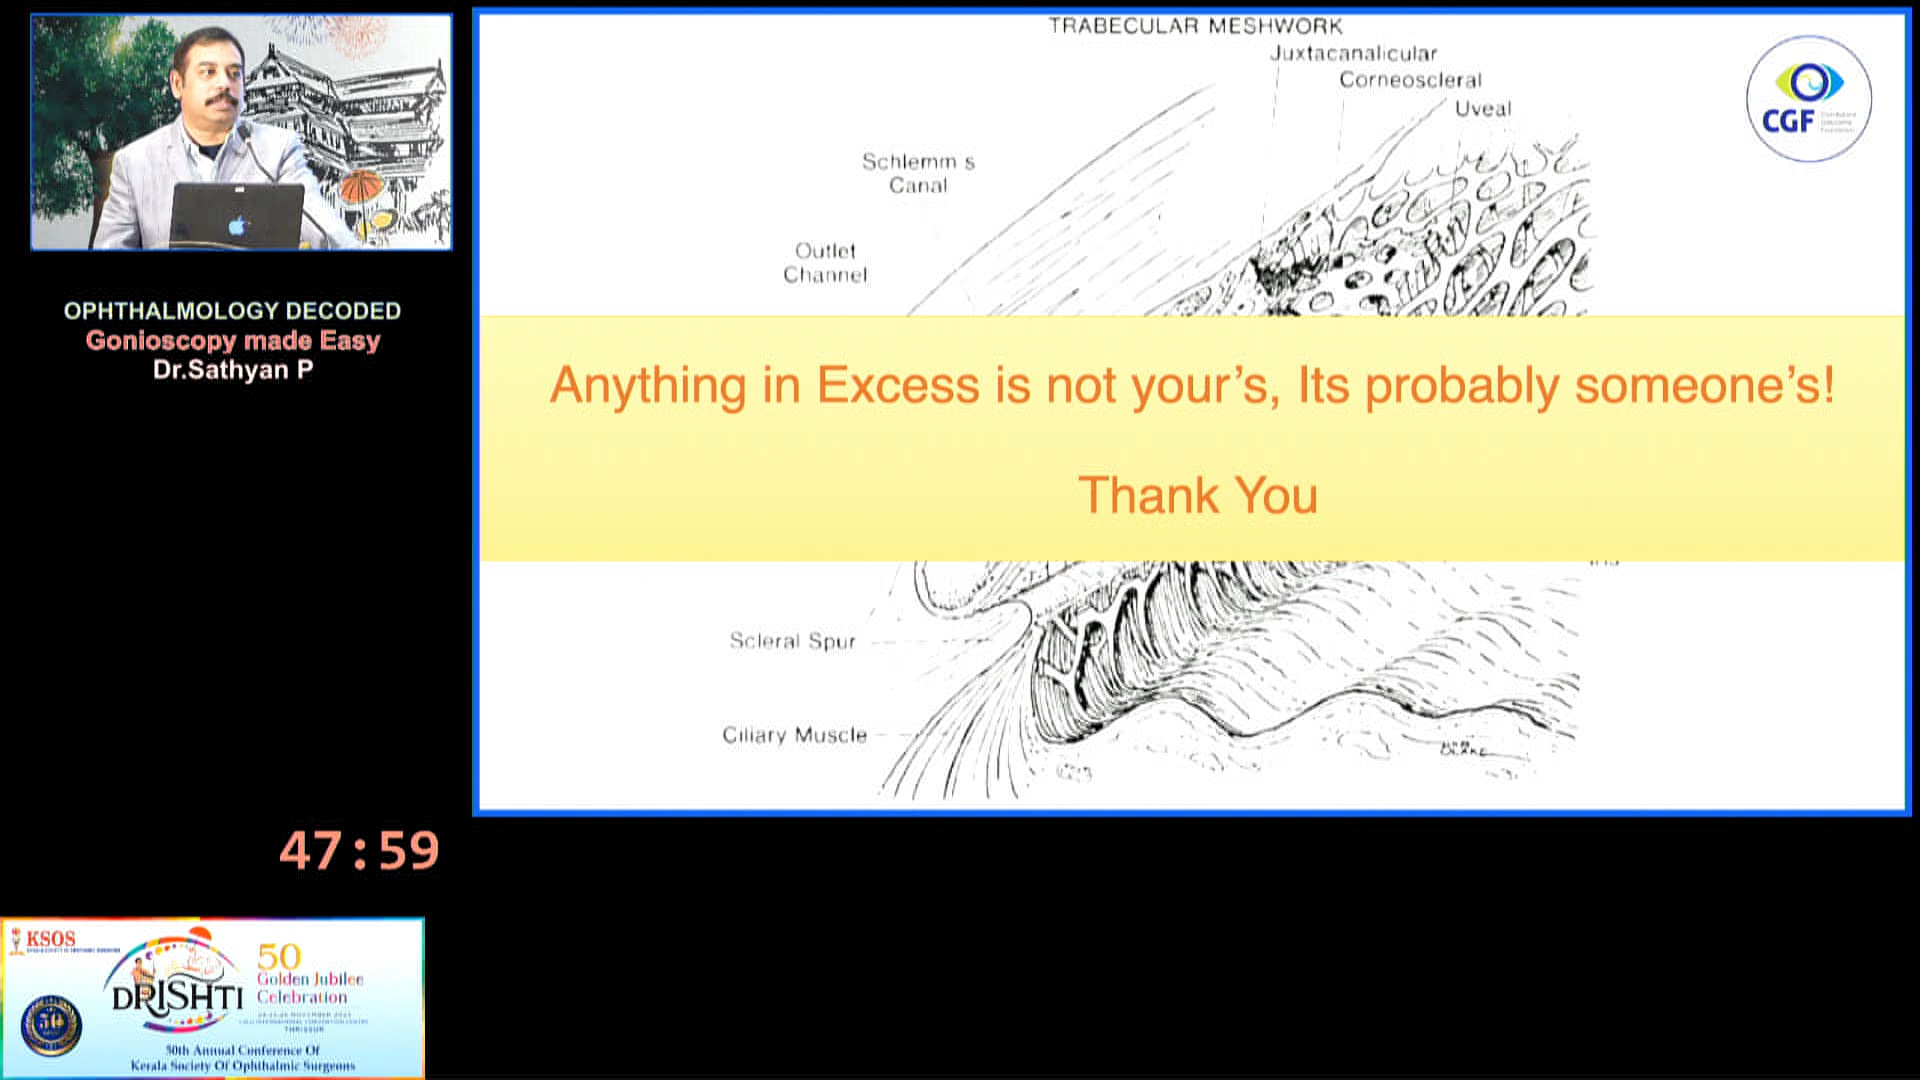 OPHTHALMOLOGY DECODED
Gonioscopy made Easy
Dr.Sathyan P
47:59
KSOS
DRISHTI
50
Golden Jubilee
Celebration
THRISSUR
50th Annual Conference Of
Kerala Society Of Ophthalmic Surgeons
TRABECULAR MESHWORK
Juxtacanalicular
Corneoscleral
Uveal
CGF
Schlemm s
Canal
Outlet
Channel
Anything in Excess is not your's, Its probably someone's!
Thank You
Scleral Spur
Ciliary Muscle